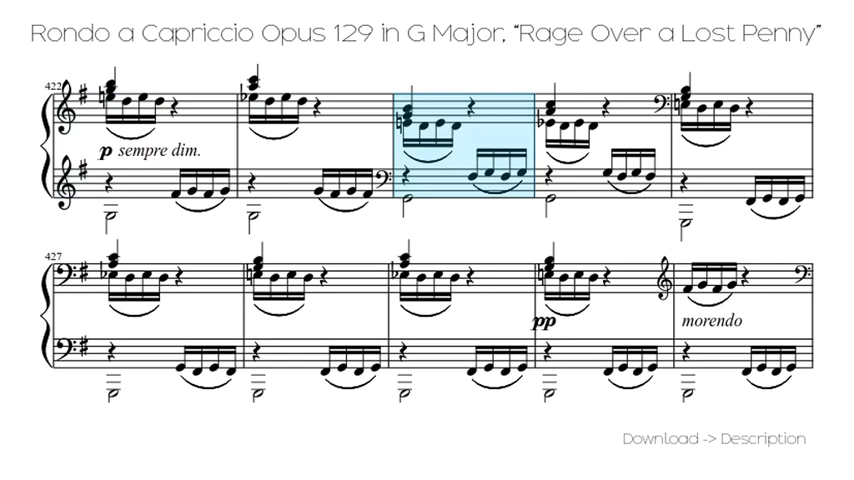 Rondo a Capriccio Opus 129 in G Major, "Rage Over a Lost Penny"
422
p sempre dim.
427
pp
morendo
Download -> Description